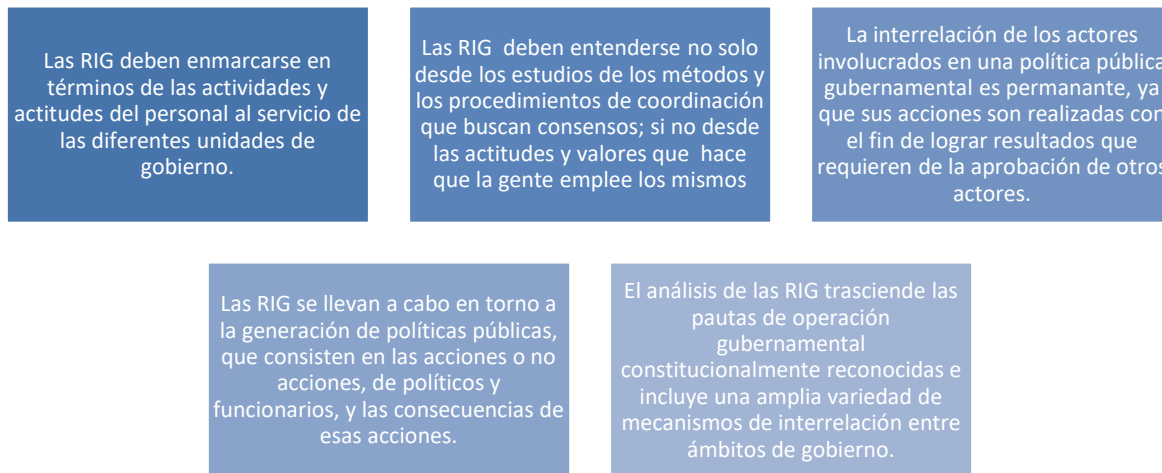 Las RIG deben enmarcarse en
términos de las actividades y
actitudes del personal al servicio de
las diferentes unidades de
gobierno.
Las RIG deben entenderse no solo
desde los estudios de los métodos y
los procedimientos de coordinación
que buscan consensos; si no desde
las actitudes y valores que hace
que la gente emplee los mismos
La interrelación de los actores
involucrados en una política pública
gubernamental es permanante, ya
que sus acciones son realizadas con
el fin de lograr resultados que
requieren de la aprobación de otros
actores.
Las RIG se llevan a cabo en torno a
la generación de políticas públicas,
que consisten en las acciones o no
acciones, de políticos y
funcionarios, y las consecuencias de
esas acciones.
El análisis de las RIG trasciende las
pautas de operación
gubernamental
constitucionalmente reconocidas e
incluye una amplia variedad de
mecanismos de interrelación entre
ámbitos de gobierno.